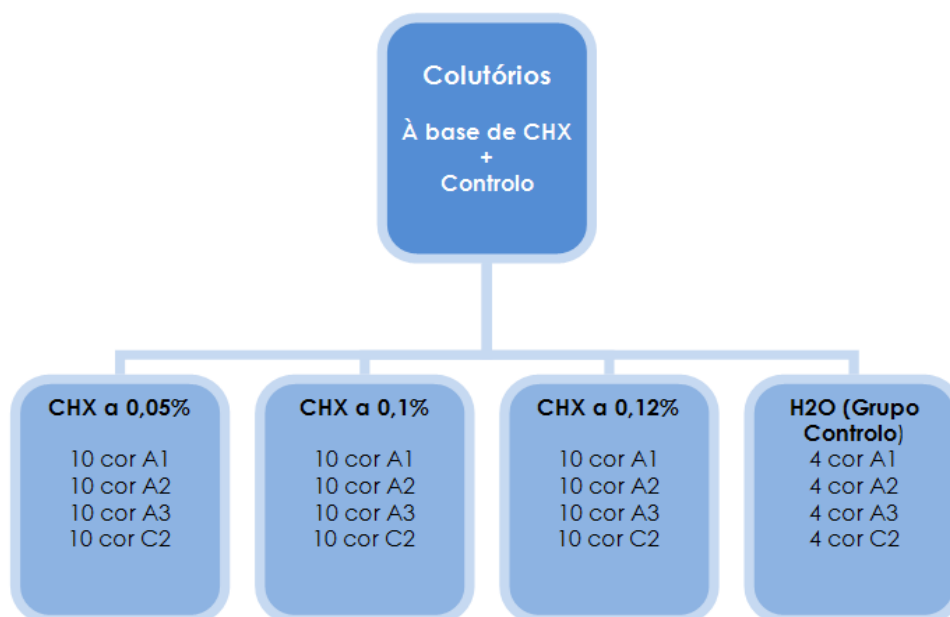 Colutórios
À base de CHX
+
Controlo
CHX a 0,05%
10 cor A1
10 cor A2
10 cor A3
10 cor C2
CHX a 0,1%
10 cor A1
10 cor A2
10 cor A3
10 cor C2
CHX a 0,12%
10 cor A1
10 cor A2
10 cor A3
10 cor C2
H2O (Grupo
Controlo)
4 cor A1
4 cor A2
4 cor A3
4 cor C2